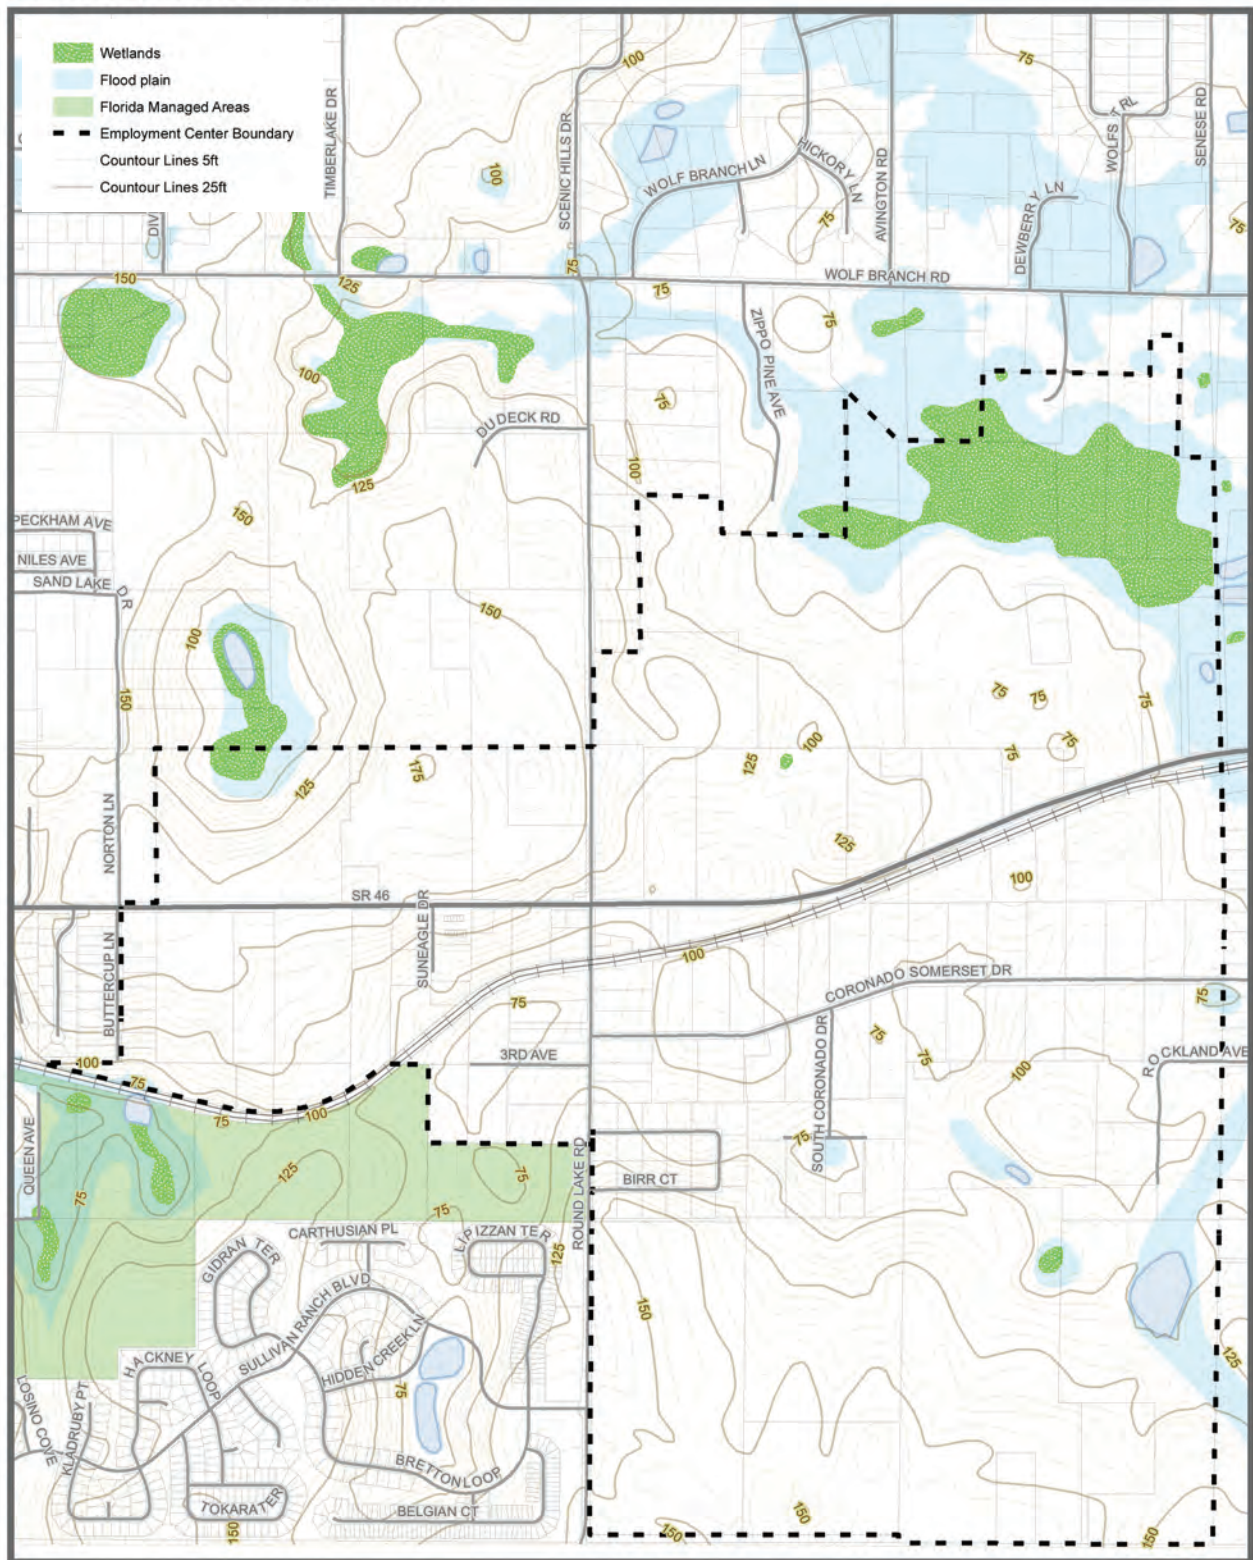 Wetlands
Flood plain
Florida Managed Areas
Employment Center Boundary
Countour Lines 5ft
Countour Lines 25ft
TIMBERLAKE DR
SCENIC HILLS DR
100
75
WOLF BRANCH LN
HICKORY LN
AVINGTON RD
WOLFS TRL
SENESE RD
DEWBERRY LN
100
75
75
DIV
75
WOLF BRANCH RD
150
125
75
ZIPPO PINE AVE
75
100
75
DUDECK RD
100
125
150
PECKHAM AVE
NILES AVE
SAND LAKE DR
150
100
150
75
75
75
75
75
100
125
175
125
NORTON LN
125
100
SR 46
SUNEAGLE DR
BUTTERCUP LN
100
CORONADO SOMERSET DR
75
75
75
75
SOUTH CORONADO DR
3RD AVE
100
ROCKLAND AVE
100
75
75
100
QUEEN AVE
75
125
75
75
ROUND LAKE RD
BIRR CT
75
CARTHUSIAN PL
LIPIZZAN TER
125
GIDRAN TER
SULLIVAN RANCH BLVD
HIDDEN CREEK LN
75
150
125
HACKNEY LOOP
LOSINO COVE
KLADRUBY PT
BRETTON LOOP
TOKARA TER
BELGIAN CT
150
150
150
150